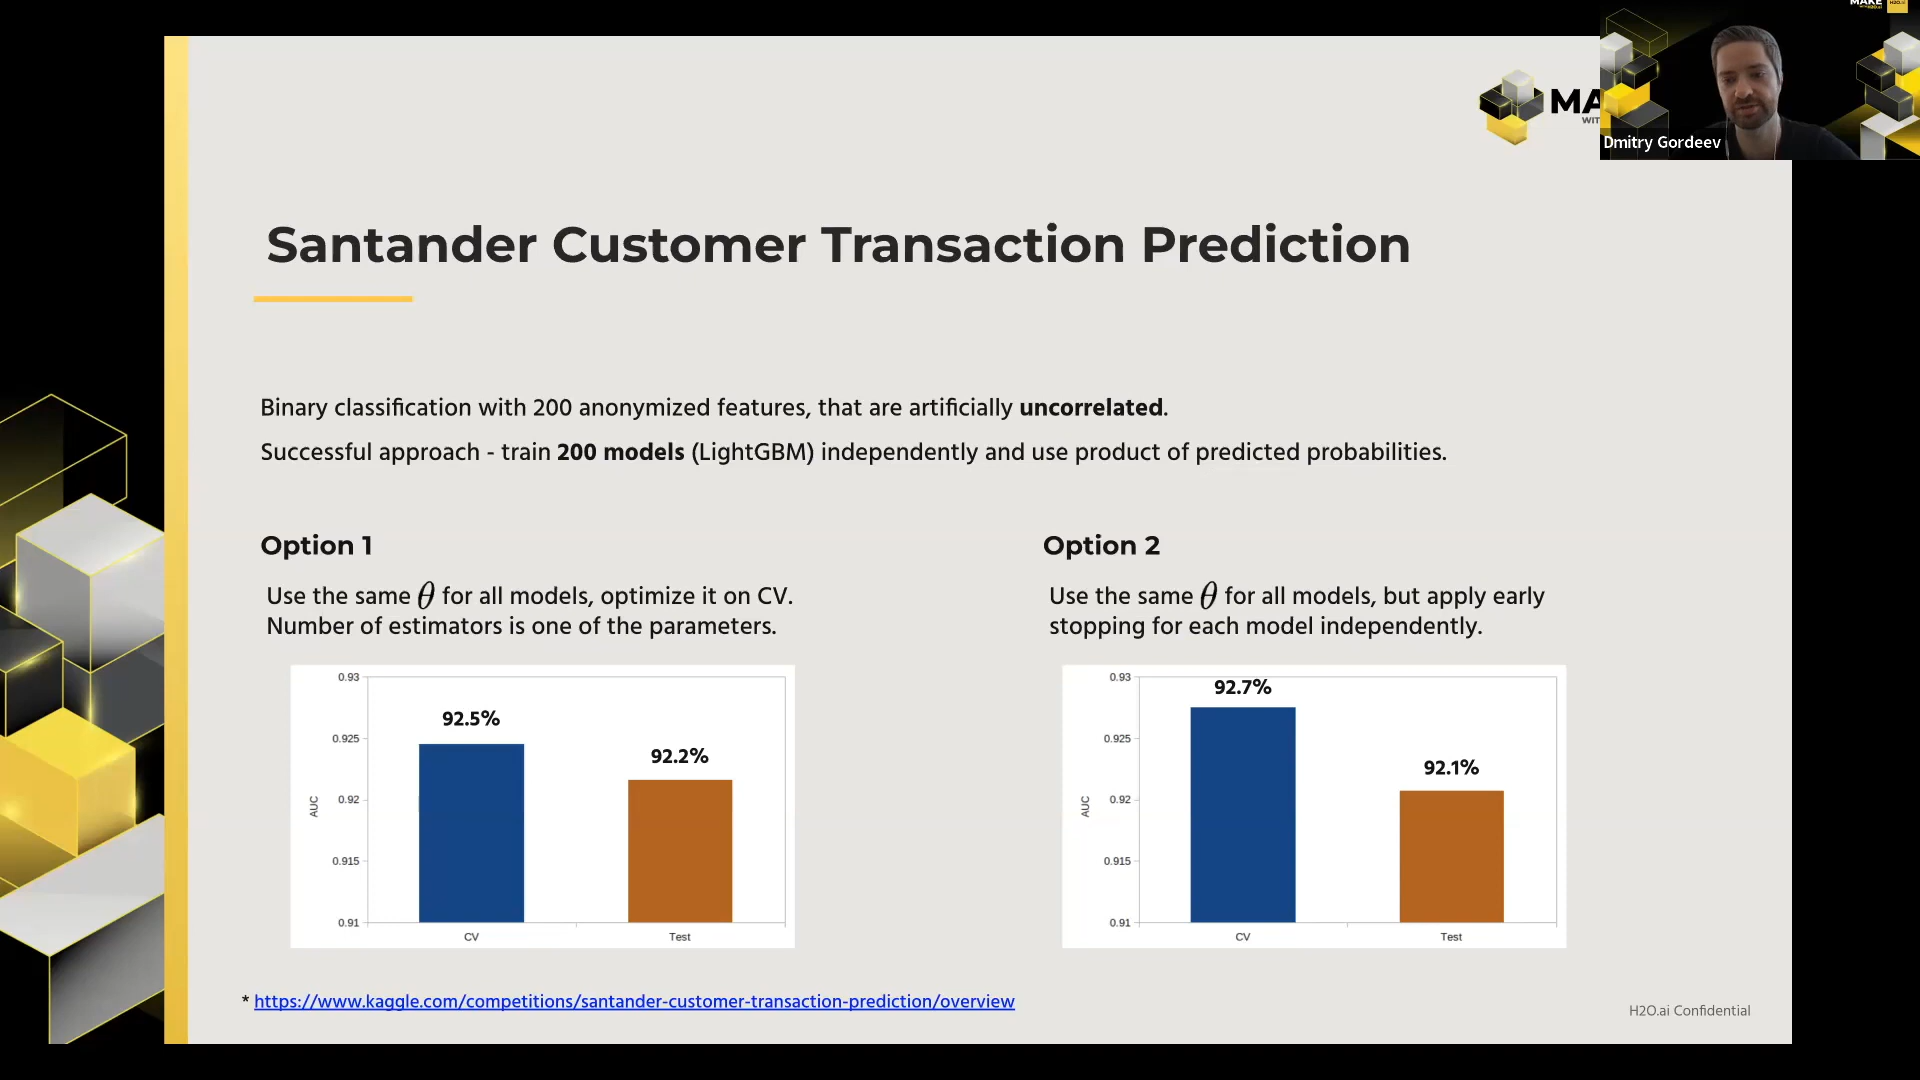 MAKE
H2O.ai
MA
WIT
Dmitry Gordeev
Santander Customer Transaction Prediction
Binary classification with 200 anonymized features, that are artificially uncorrelated.
Successful approach - train 200 models (LightGBM) independently and use product of predicted probabilities.
Option 1
Use the same θ for all models, optimize it on CV.
Number of estimators is one of the parameters.
0.93
0.925
0.92
0.915
0.91
AUC
92.5%
92.2%
CV
Test
Option 2
Use the same θ for all models, but apply early
stopping for each model independently.
0.93
0.925
0.92
0.915
0.91
AUC
92.7%
92.1%
CV
Test
* https://www.kaggle.com/competitions/santander-customer-transaction-prediction/overview
H2O.ai Confidential